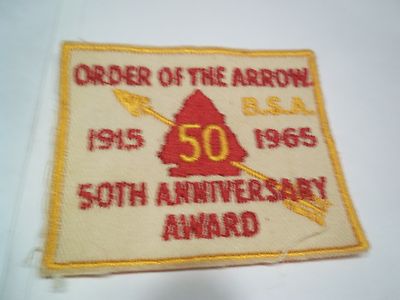 ORDER OF THE ARROW
B.S.A.
1915 50 1965
50TH ANNIVERSARY
AWARD